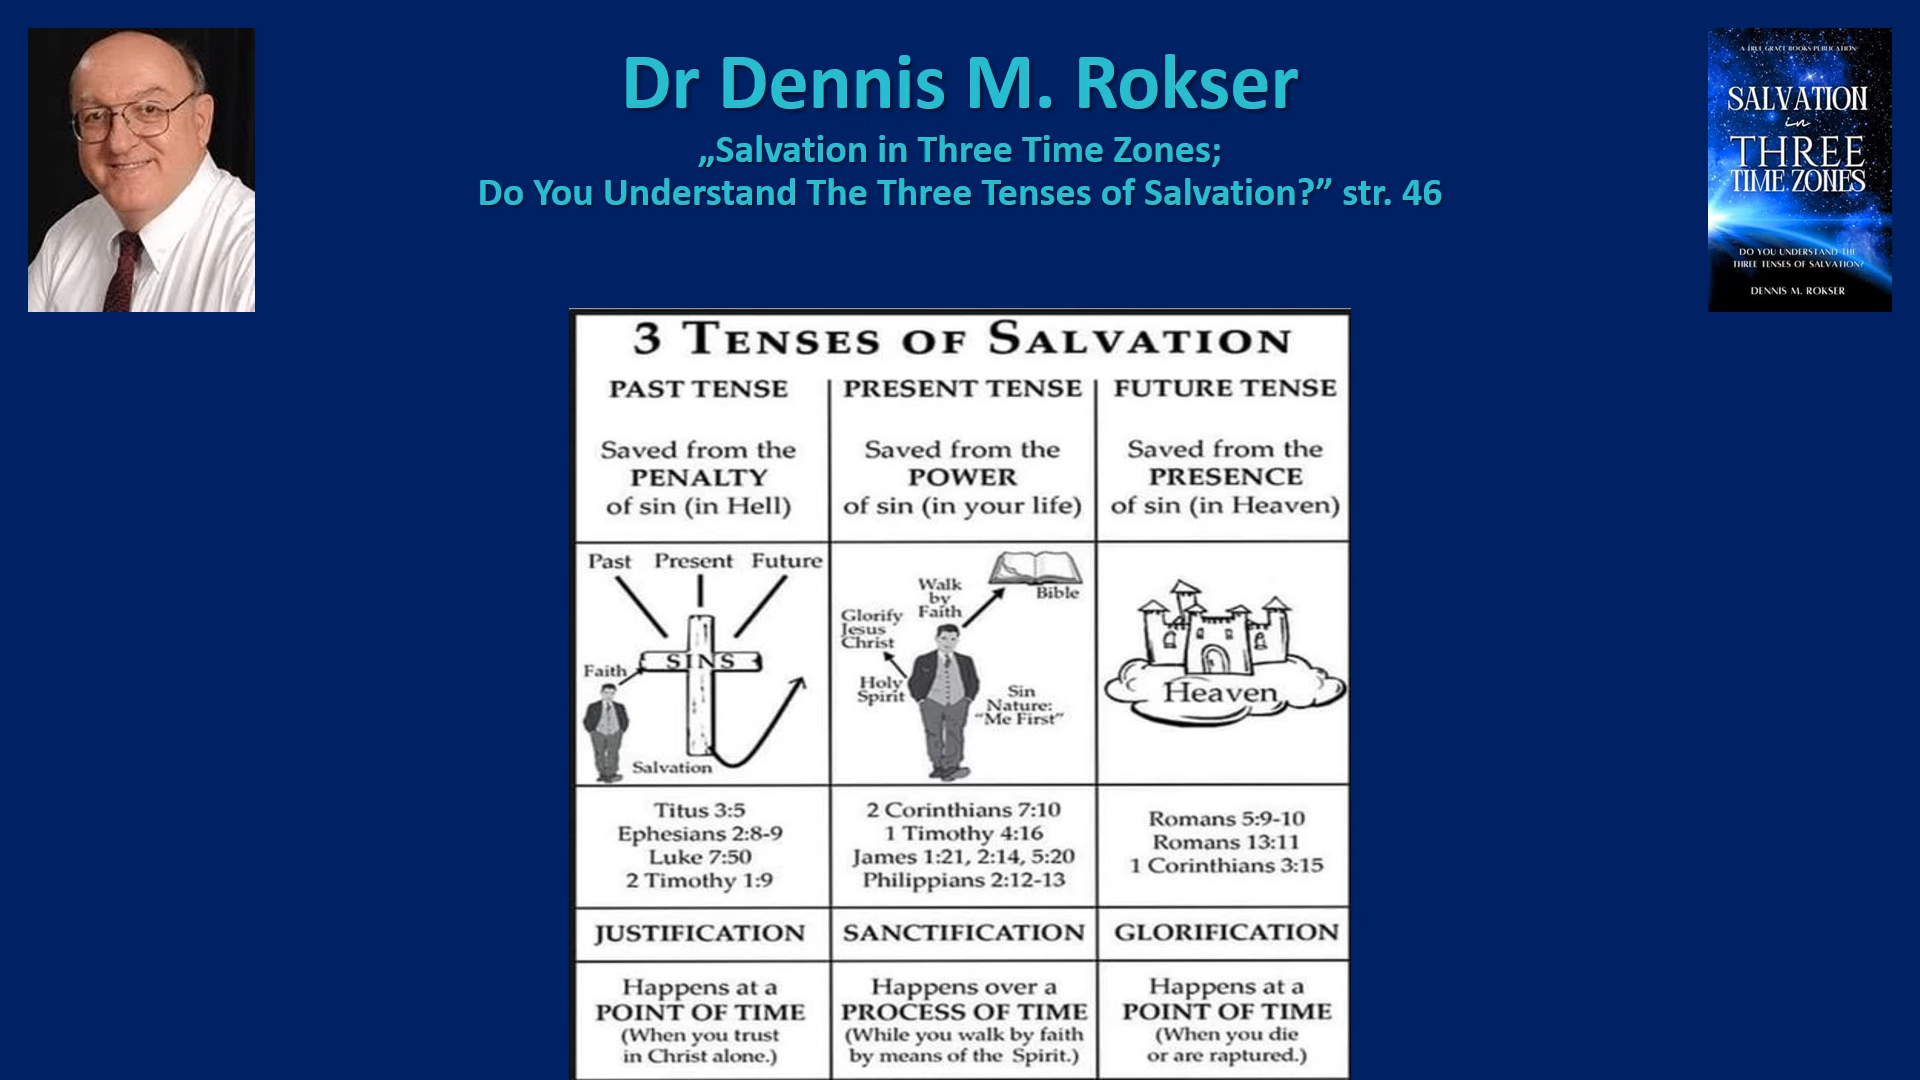 Dr Dennis M. Rokser
„Salvation in Three Time Zones;
Do You Understand The Three Tenses of Salvation?” str. 46
A TRUE GRACE BOOKS PUBLICATION
SALVATION
in
THREE
TIME ZONES
DO YOU UNDERSTAND THE
THREE TENSES OF SALVATION?
DENNIS M. ROKSER
3 TENSES OF SALVATION
PAST TENSE
Saved from the
PENALTY
of sin (in Hell)
PRESENT TENSE
Saved from the
POWER
of sin (in your life)
FUTURE TENSE
Saved from the
PRESENCE
of sin (in Heaven)
Past Present Future
SINS
Faith
Salvation
Walk
by
Faith
Bible
Glorify
Jesus
Christ
Holy
Spirit
Sin
Nature:
"Me First"
Heaven
Titus 3:5
Ephesians 2:8-9
Luke 7:50
2 Timothy 1:9
2 Corinthians 7:10
1 Timothy 4:16
James 1:21, 2:14, 5:20
Philippians 2:12-13
Romans 5:9-10
Romans 13:11
1 Corinthians 3:15
JUSTIFICATION
SANCTIFICATION
GLORIFICATION
Happens at a
POINT OF TIME
(When you trust
in Christ alone.)
Happens over a
PROCESS OF TIME
(While you walk by faith
by means of the Spirit.)
Happens at a
POINT OF TIME
(When you die
or are raptured.)